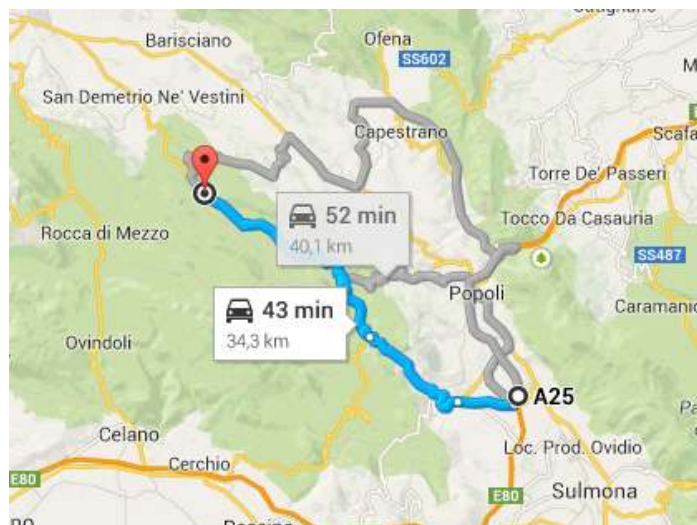 Barisciano
Ofena
SS602
San Demetrio Ne' Vestini
Capestrano
Torre De' Passeri
52 min
40,1 km
Tocco Da Casauria
Rocca di Mezzo
SS487
Popoli
43 min
34,3 km
Ovindoli
A25
Celano
Loc. Prod. Ovidio
Cerchio
E80
E80
Sulmona